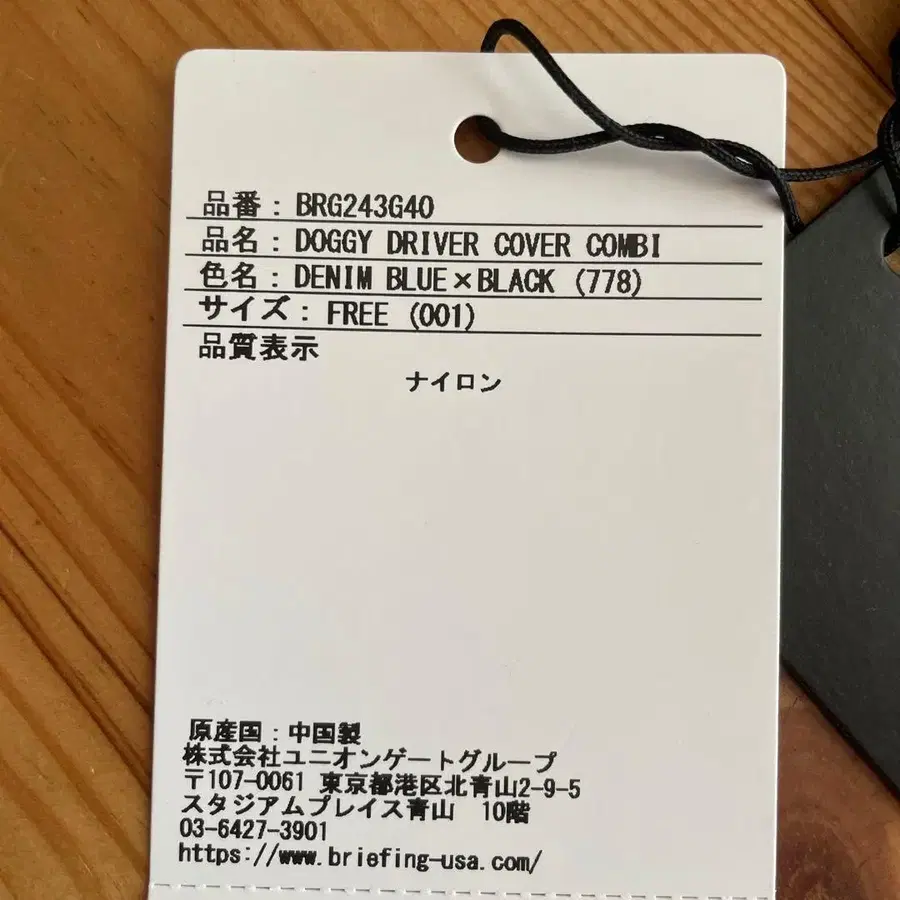 品番：BRG243G40
品名：DOGGY DRIVER COVER COMBI
色名：DENIM BLUE×BLACK (778)
サイズ：FREE (001)
品質表示
ナイロン
原産国：中国製
株式会社ユニオンゲートグループ
〒107-0061 東京都港区北青山2-9-5
スタジアムプレイス青山 10階
03-6427-3901
https://www.briefing-usa.com/